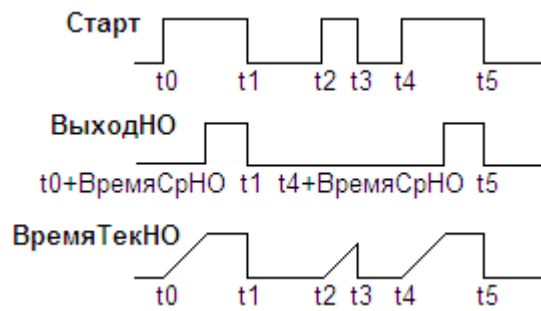 Старт
t0 t1 t2 t3 t4 t5
ВыходНО
t0+ВремяСрНО t1 t4+ВремяСрНО t5
ВремяТекНО
t0 t1 t2 t3 t4 t5